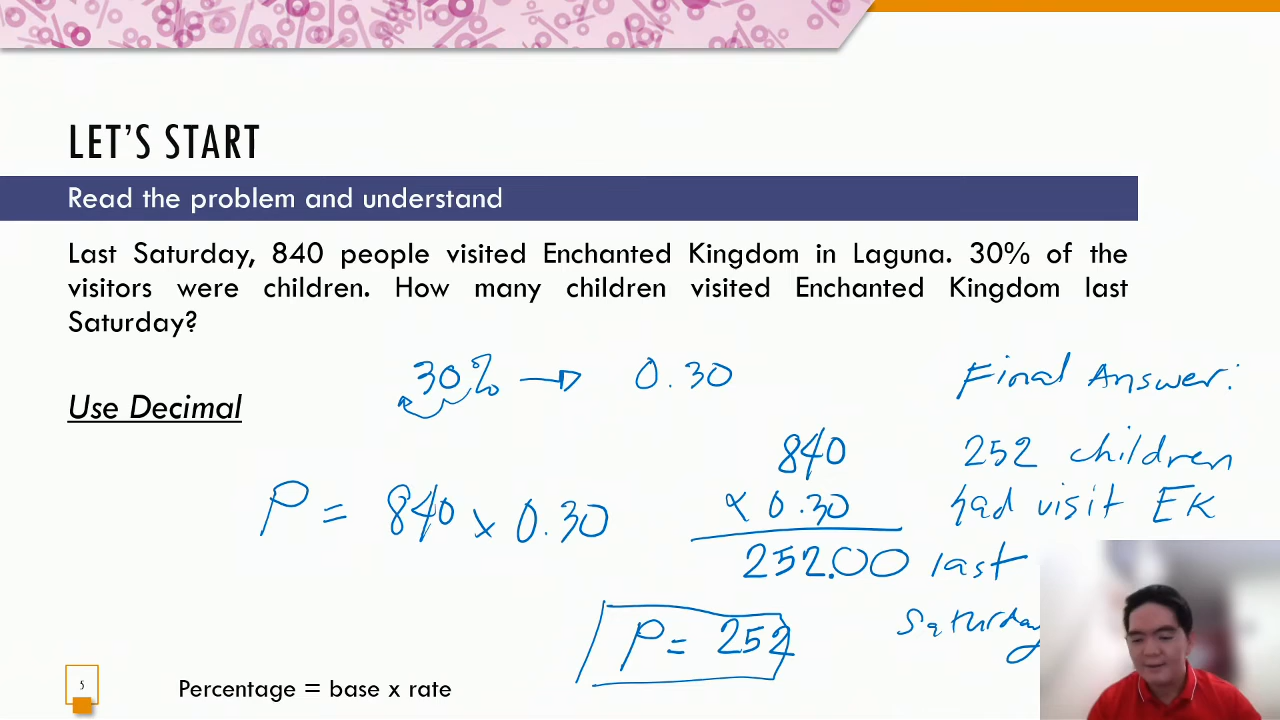 LET'S START
Read the problem and understand
Last Saturday, 840 people visited Enchanted Kingdom in Laguna. 30% of the
visitors were children. How many children visited Enchanted Kingdom last
Saturday?
30% → 0.30
Final Answer:
Use Decimal
840
x 0.30
252.00
252 children
had visit EK
last
Saturday
P = 840 x 0.30
P = 252
5
Percentage = base x rate